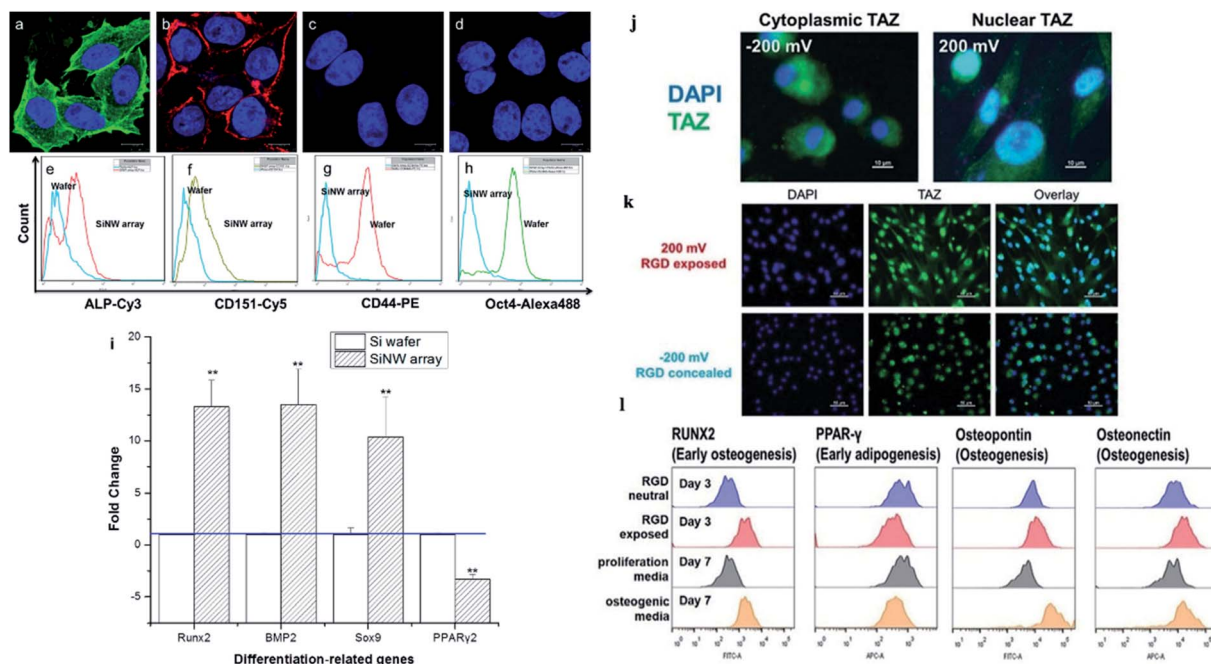 a
b
c
d
e
Wafer
SiNW array
f
Wafer
SiNW array
g
SiNW array
Wafer
h
SiNW array
Wafer
Count
ALP-Cy3
CD151-Cy5
CD44-PE
Oct4-Alexa488
i
Si wafer
SiNW array
20
15
10
5
0
-5
Fold Change
**
**
**
**
Runx2
BMP2
Sox9
PPARγ2
Differentiation-related genes
j
Cytoplasmic TAZ
Nuclear TAZ
-200 mV
200 mV
DAPI
TAZ
10 µm
10 µm
k
DAPI
TAZ
Overlay
200 mV
RGD exposed
-200 mV
RGD concealed
l
RUNX2
(Early osteogenesis)
PPAR-γ
(Early adipogenesis)
Osteopontin
(Osteogenesis)
Osteonectin
(Osteogenesis)
RGD
neutral
Day 3
RGD
exposed
Day 3
proliferation
media
Day 7
osteogenic
media
Day 7
FITC-A
APC-A
FITC-A
APC-A